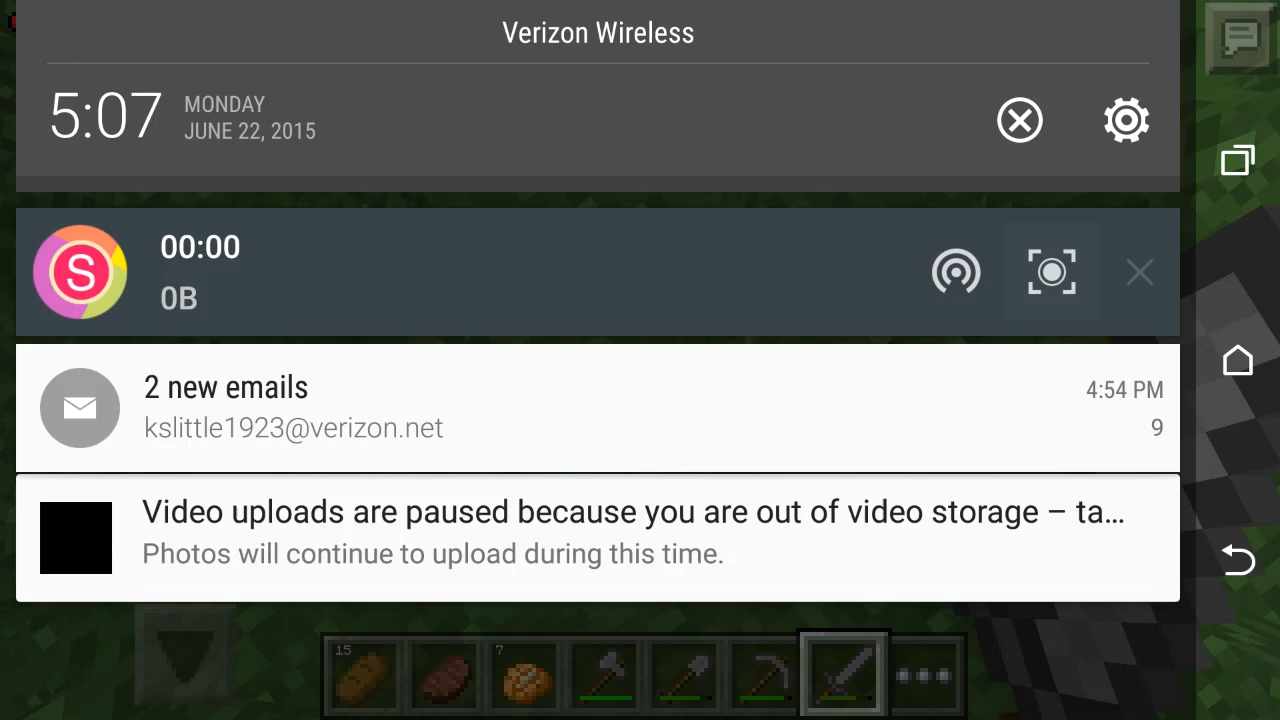 Verizon Wireless
5:07
MONDAY
JUNE 22, 2015
S
00:00
0B
2 new emails
4:54 PM
kslittle1923@verizon.net
9
Video uploads are paused because you are out of video storage – ta...
Photos will continue to upload during this time.
15
7